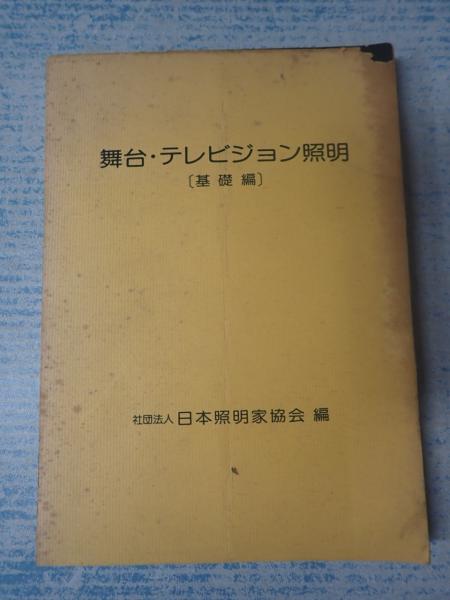 舞台・テレビジョン照明
〔基礎編〕
社団法人 日本照明家協会 編